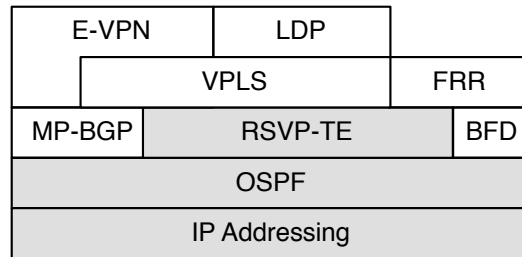 E-VPN LDP
VPLS FRR
MP-BGP RSVP-TE BFD
OSPF
IP Addressing